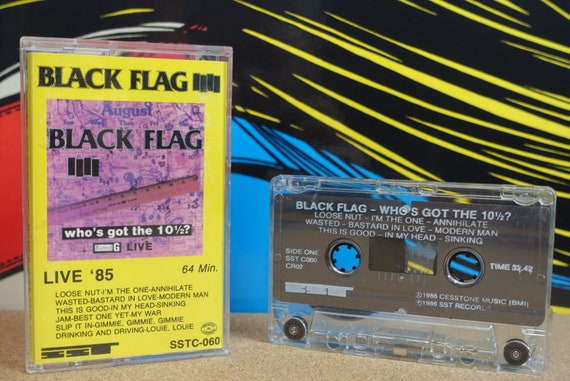 BLACK FLAG
August
BLACK FLAG
who's got the 10½?
Rated G LIVE
LIVE '85 64 Min.
LOOSE NUT-I'M THE ONE-ANNIHILATE
WASTED-BASTARD IN LOVE-MODERN MAN
THIS IS GOOD-IN MY HEAD-SINKING
JAM-BEST ONE YET-MY WAR
SLIP IT IN-GIMMIE, GIMMIE, GIMMIE
DRINKING AND DRIVING-LOUIE, LOUIE
SST
SSTC-060
BLACK FLAG - WHO'S GOT THE 10½?
LOOSE NUT - I'M THE ONE - ANNIHILATE
WASTED - BASTARD IN LOVE - MODERN MAN
THIS IS GOOD - IN MY HEAD - SINKING
SIDE ONE
SST C060
CR02
TIME
SST
©1986 CESSTONE MUSIC (BMI)
℗1986 SST RECORDS